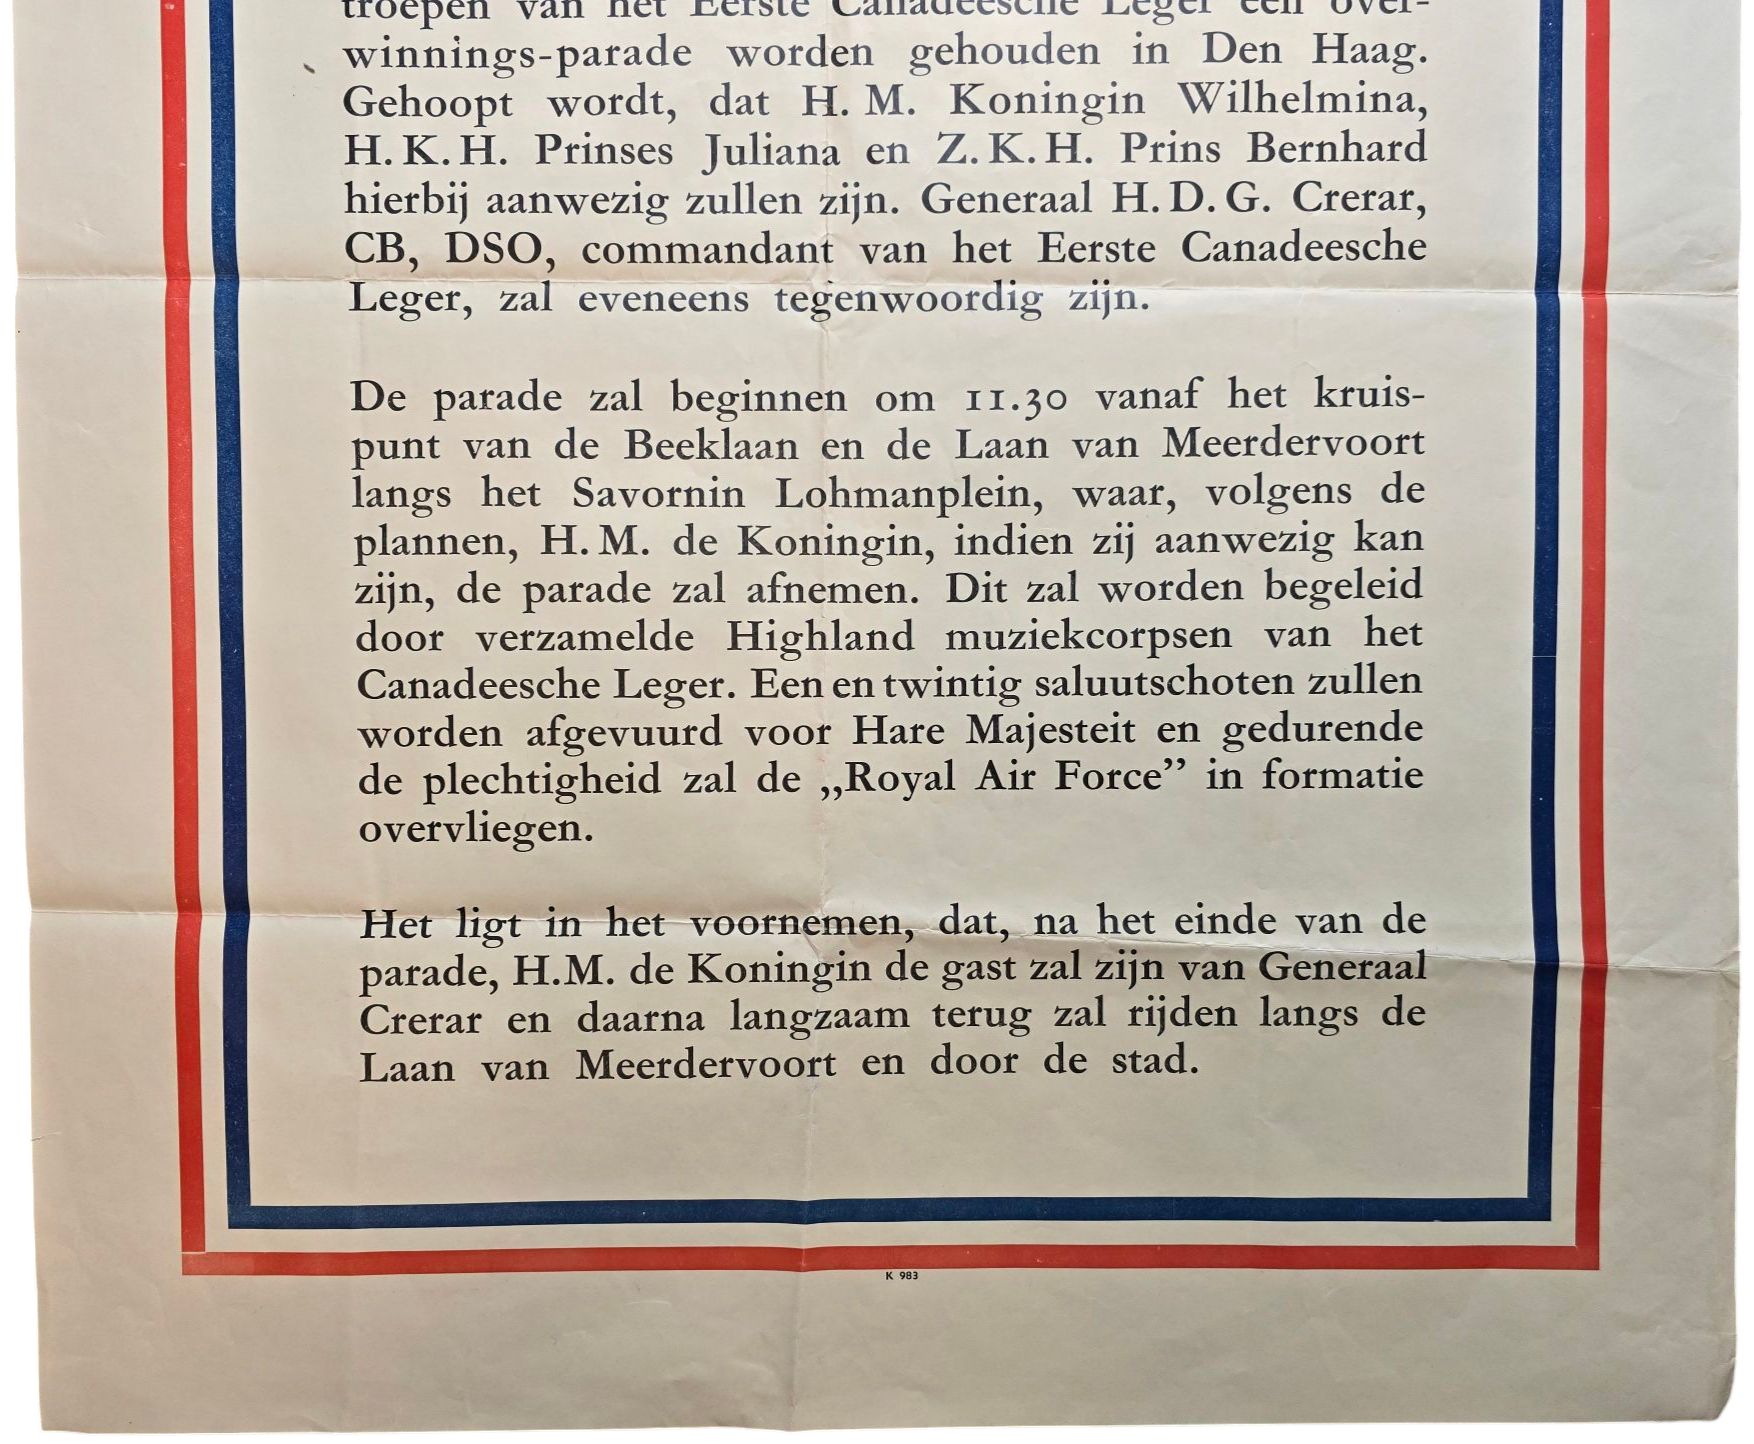 troepen van het Eerste Canadeesche Leger een over-
winnings-parade worden gehouden in Den Haag.
Gehoopt wordt, dat H. M. Koningin Wilhelmina,
H. K. H. Prinses Juliana en Z. K. H. Prins Bernhard
hierbij aanwezig zullen zijn. Generaal H. D. G. Crerar,
CB, DSO, commandant van het Eerste Canadeesche
Leger, zal eveneens tegenwoordig zijn.
De parade zal beginnen om 11.30 vanaf het kruis-
punt van de Beeklaan en de Laan van Meerdervoort
langs het Savornin Lohmanplein, waar, volgens de
plannen, H. M. de Koningin, indien zij aanwezig kan
zijn, de parade zal afnemen. Dit zal worden begeleid
door verzamelde Highland muziekcorpsen van het
Canadeesche Leger. Een en twintig saluutschoten zullen
worden afgevuurd voor Hare Majesteit en gedurende
de plechtigheid zal de „Royal Air Force” in formatie
overvliegen.
Het ligt in het voornemen, dat, na het einde van de
parade, H.M. de Koningin de gast zal zijn van Generaal
Crerar en daarna langzaam terug zal rijden langs de
Laan van Meerdervoort en door de stad.
K 983